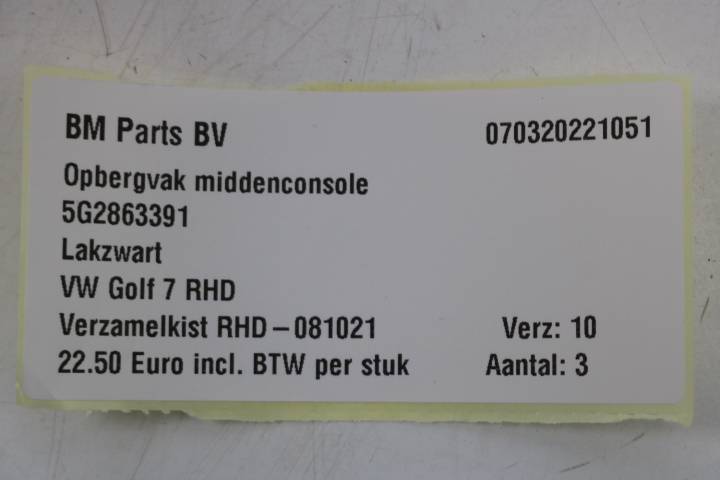 BM Parts BV 070320221051
Opbergvak middenconsole
5G2863391
Lakzwart
VW Golf 7 RHD
Verzamelkist RHD-081021 Verz: 10
22.50 Euro incl. BTW per stuk Aantal: 3